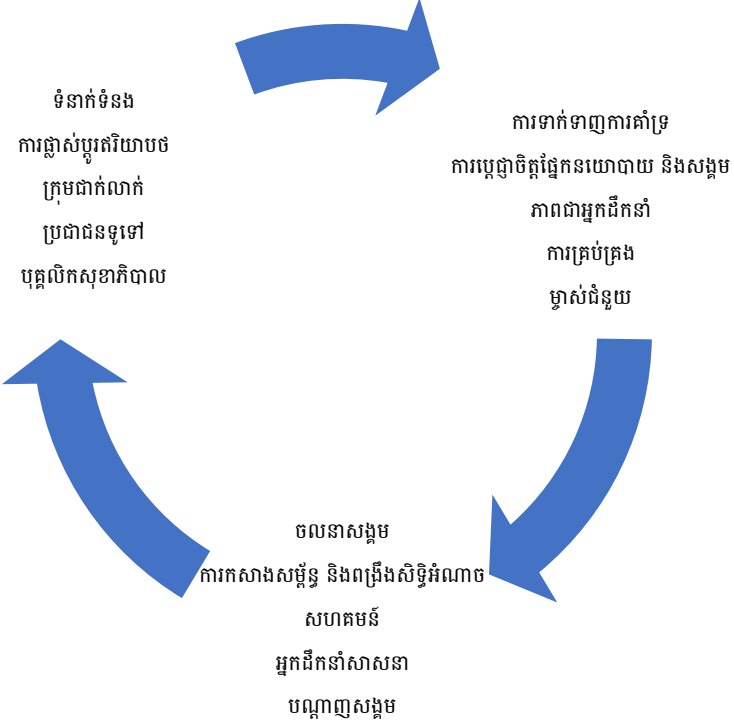 ទំនាក់ទំនង
ការផ្លាស់ប្តូរឥរិយាបថ
ក្រុមជាក់លាក់
ប្រជាជនទូទៅ
បុគ្គលិកសុខាភិបាល
ការទាក់ទាញការគាំទ្រ
ការប្តេជ្ញាចិត្តផ្នែកនយោបាយ និងសង្គម
ភាពជាអ្នកដឹកនាំ
ការគ្រប់គ្រង
ម្ចាស់ជំនួយ
ចលនាសង្គម
ការកសាងសម្ព័ន្ធ និងពង្រឹងសិទ្ធិអំណាច
សហគមន៍
អ្នកដឹកនាំសាសនា
បណ្តាញសង្គម